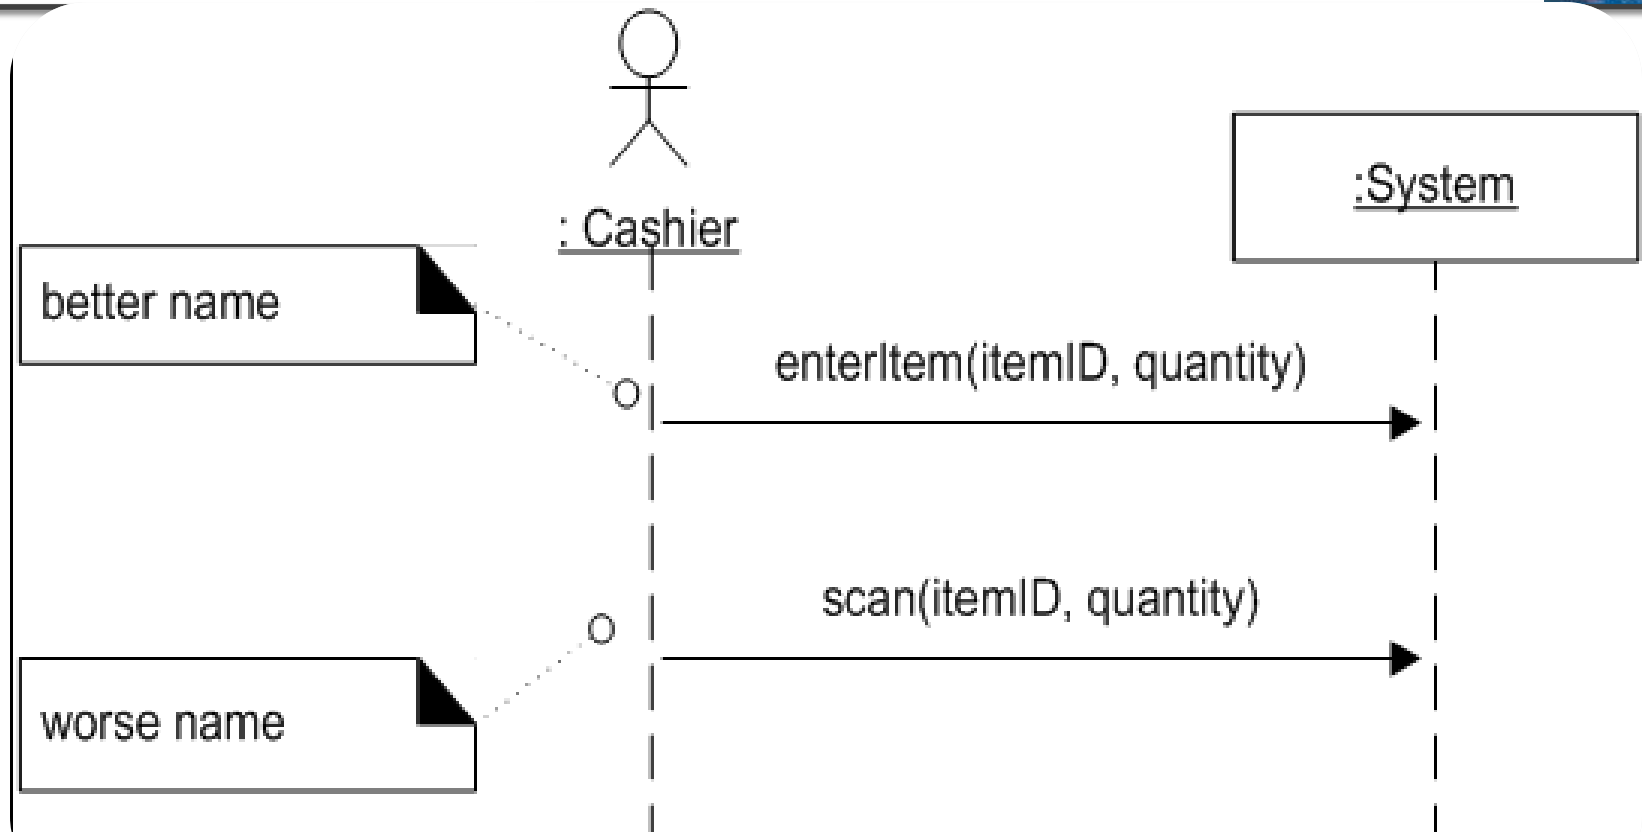 : Cashier
:System
better name
enterItem(itemID, quantity)
scan(itemID, quantity)
worse name